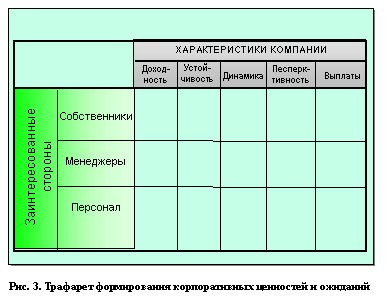 ХАРАКТЕРИСТИКИ КОМПАНИИ
Доход-
ность
Устой-
чивость
Динамика
Песперк-
тивность
Выплаты
Заинтересованные
стороны
Собственники
Менеджеры
Персонал
Рис. 3. Трафарет формирования корпоративных ценностей и ожиданий